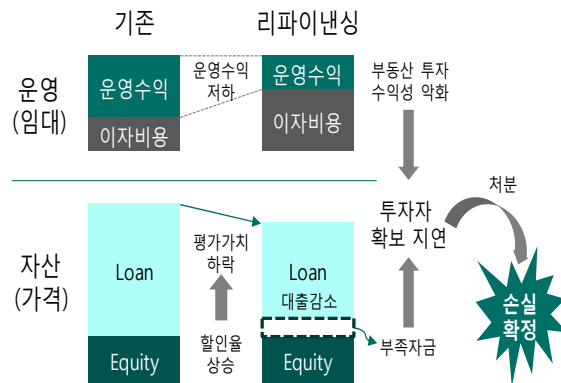 기존
리파이낸싱
운영
(임대)
운영수익
이자비용
운영수익
저하
운영수익
이자비용
부동산 투자
수익성 악화
자산
(가격)
Loan
Equity
평가가치
하락
할인율
상승
Loan
대출감소
Equity
투자자
확보 지연
부족자금
처분
손실
확정